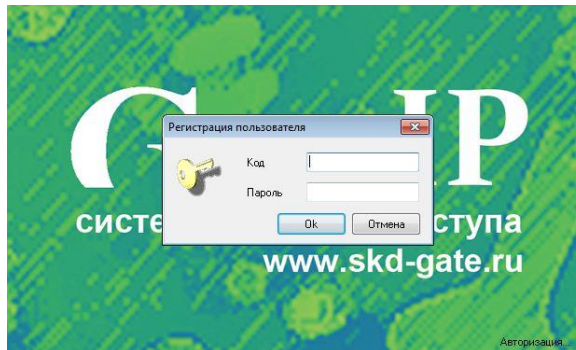 G IP
Регистрация пользователя
Код
Пароль
Ok
Отмена
систе ступа
www.skd-gate.ru
Авторизация...